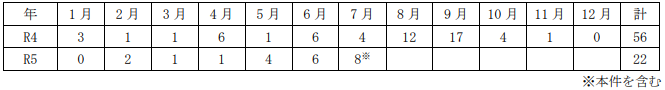 年 1月 2月 3月 4月 5月 6月 7月 8月 9月 10月 11月 12月 計
R4 3 1 1 6 1 6 4 12 17 4 1 0 56
R5 0 2 1 1 4 6 8※ 22
※本件を含む